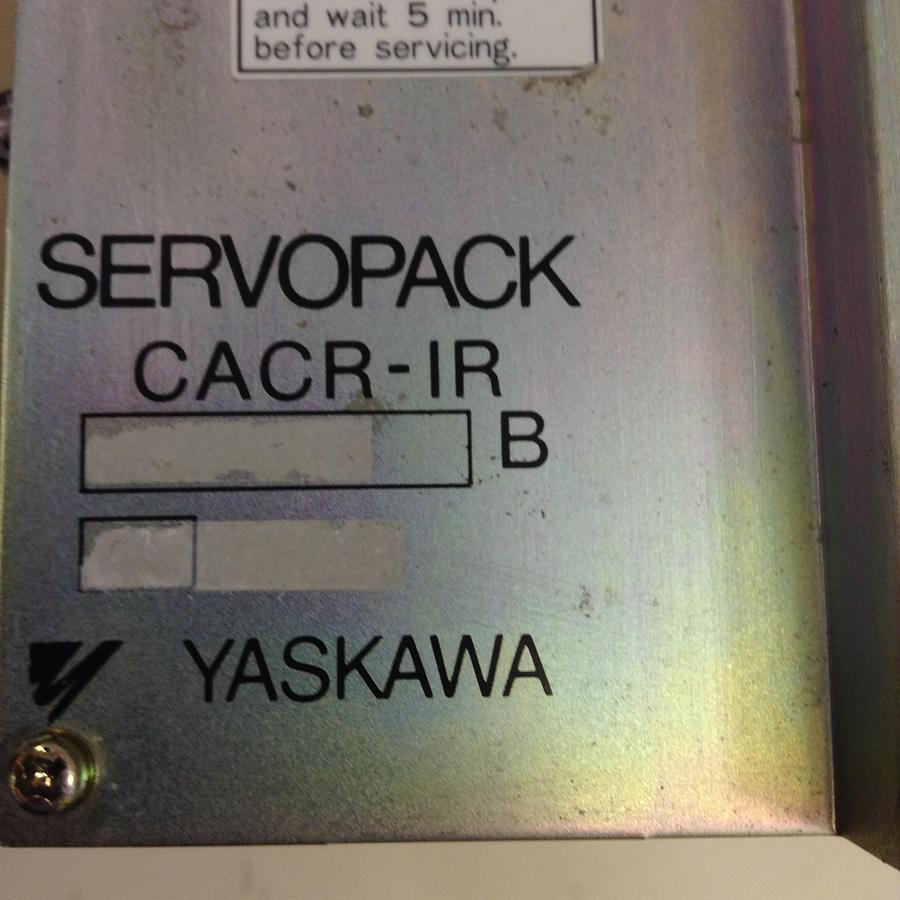 and wait 5 min.
before servicing.
SERVOPACK
CACR-IR
B
YASKAWA